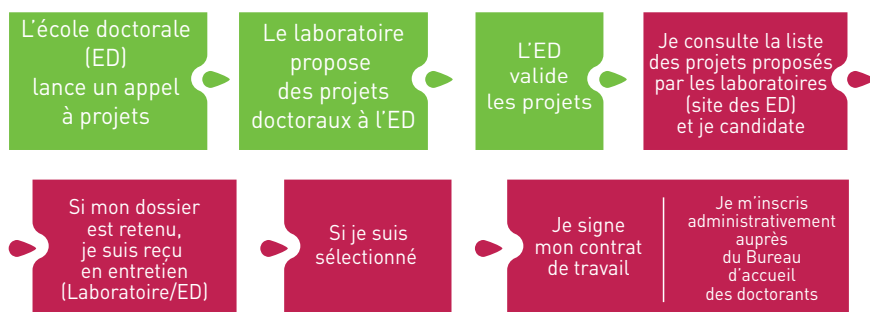 L’école doctorale
(ED)
lance un appel
à projets
Le laboratoire
propose
des projets
doctoraux à l’ED
L’ED
valide
les projets
Je consulte la liste
des projets proposés
par les laboratoires
(site des ED)
et je candidate
Si mon dossier
est retenu,
je suis reçu
en entretien
(Laboratoire/ED)
Si je suis
sélectionné
Je signe
mon contrat
de travail
Je m’inscris
administrativement
auprès
du Bureau
d’accueil
des doctorants